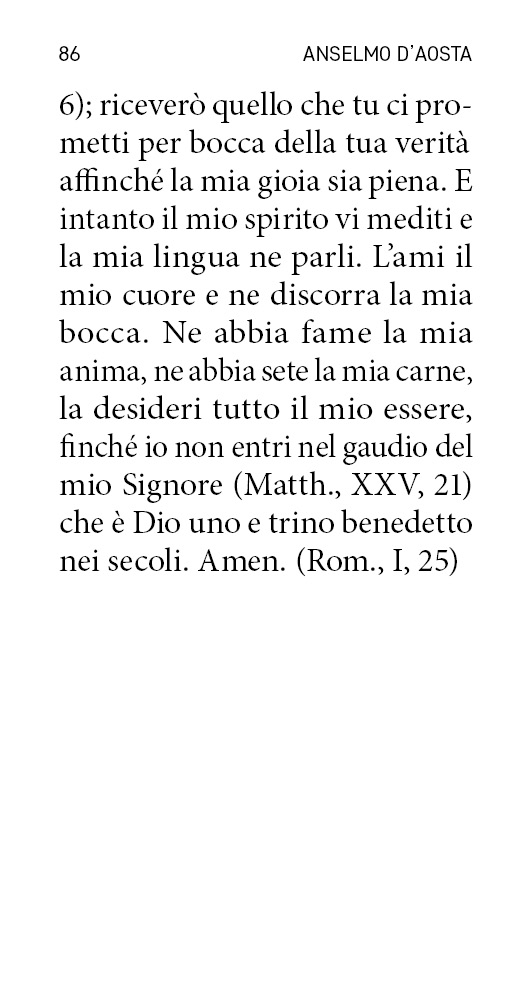 86 ANSELMO D'AOSTA
6); riceverò quello che tu ci pro-
metti per bocca della tua verità
affinché la mia gioia sia piena. E
intanto il mio spirito vi mediti e
la mia lingua ne parli. L’ami il
mio cuore e ne discorra la mia
bocca. Ne abbia fame la mia
anima, ne abbia sete la mia carne,
la desideri tutto il mio essere,
finché io non entri nel gaudio del
mio Signore (Matth., XXV, 21)
che è Dio uno e trino benedetto
nei secoli. Amen. (Rom., I, 25)